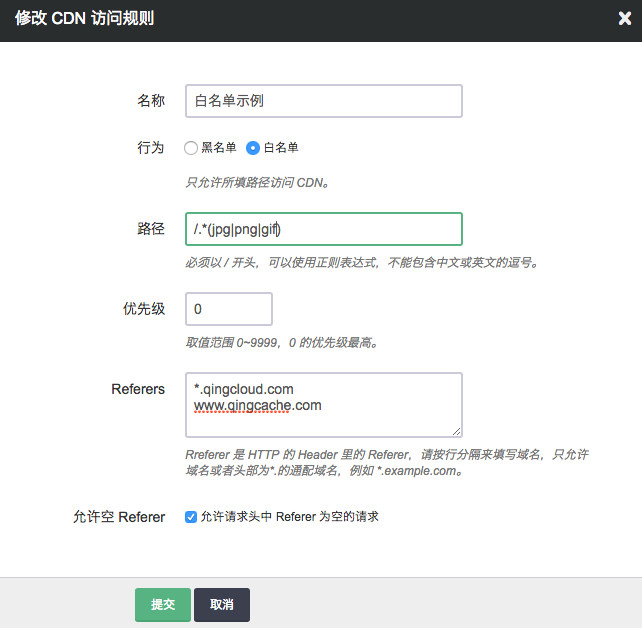 修改 CDN 访问规则
名称 白名单示例
行为 黑名单 白名单
只允许所填路径访问 CDN。
路径 /.*(jpg|png|gif)
必须以 / 开头，可以使用正则表达式，不能包含中文或英文的逗号。
优先级 0
取值范围 0~9999，0 的优先级最高。
Referers *.qingcloud.com
www.qingcache.com
Rreferer 是 HTTP 的 Header 里的 Referer，请按行分隔来填写域名，只允许
域名或者头部为*.的通配域名，例如 *.example.com。
允许空 Referer 允许请求头中 Referer 为空的请求
提交 取消